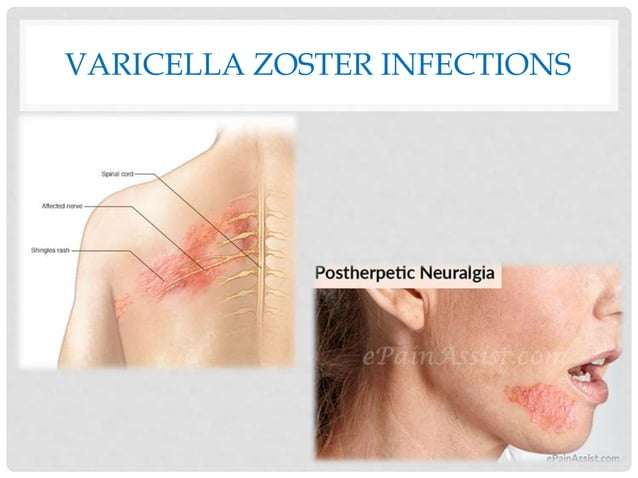 VARICELLA ZOSTER INFECTIONS
Spinal cord
Affected nerve
Shingles rash
Postherpetic Neuralgia
ePainAssist.com
ePainAssist.com